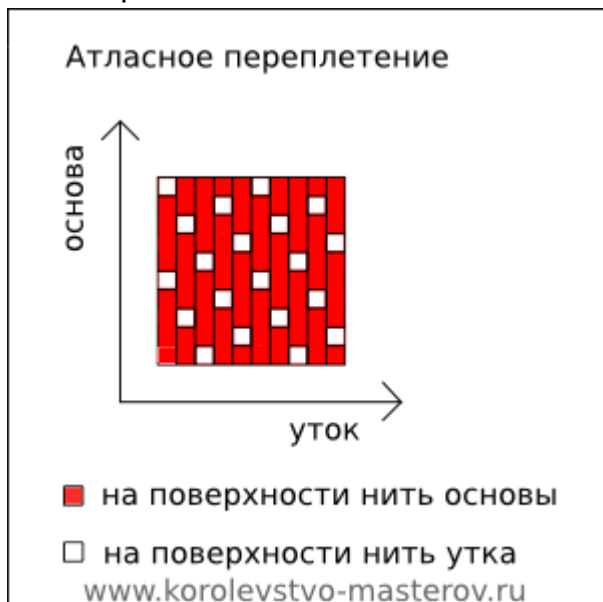 Атласное переплетение
основа
уток
на поверхности нить основы
на поверхности нить утка
www.korolevstvo-masterov.ru